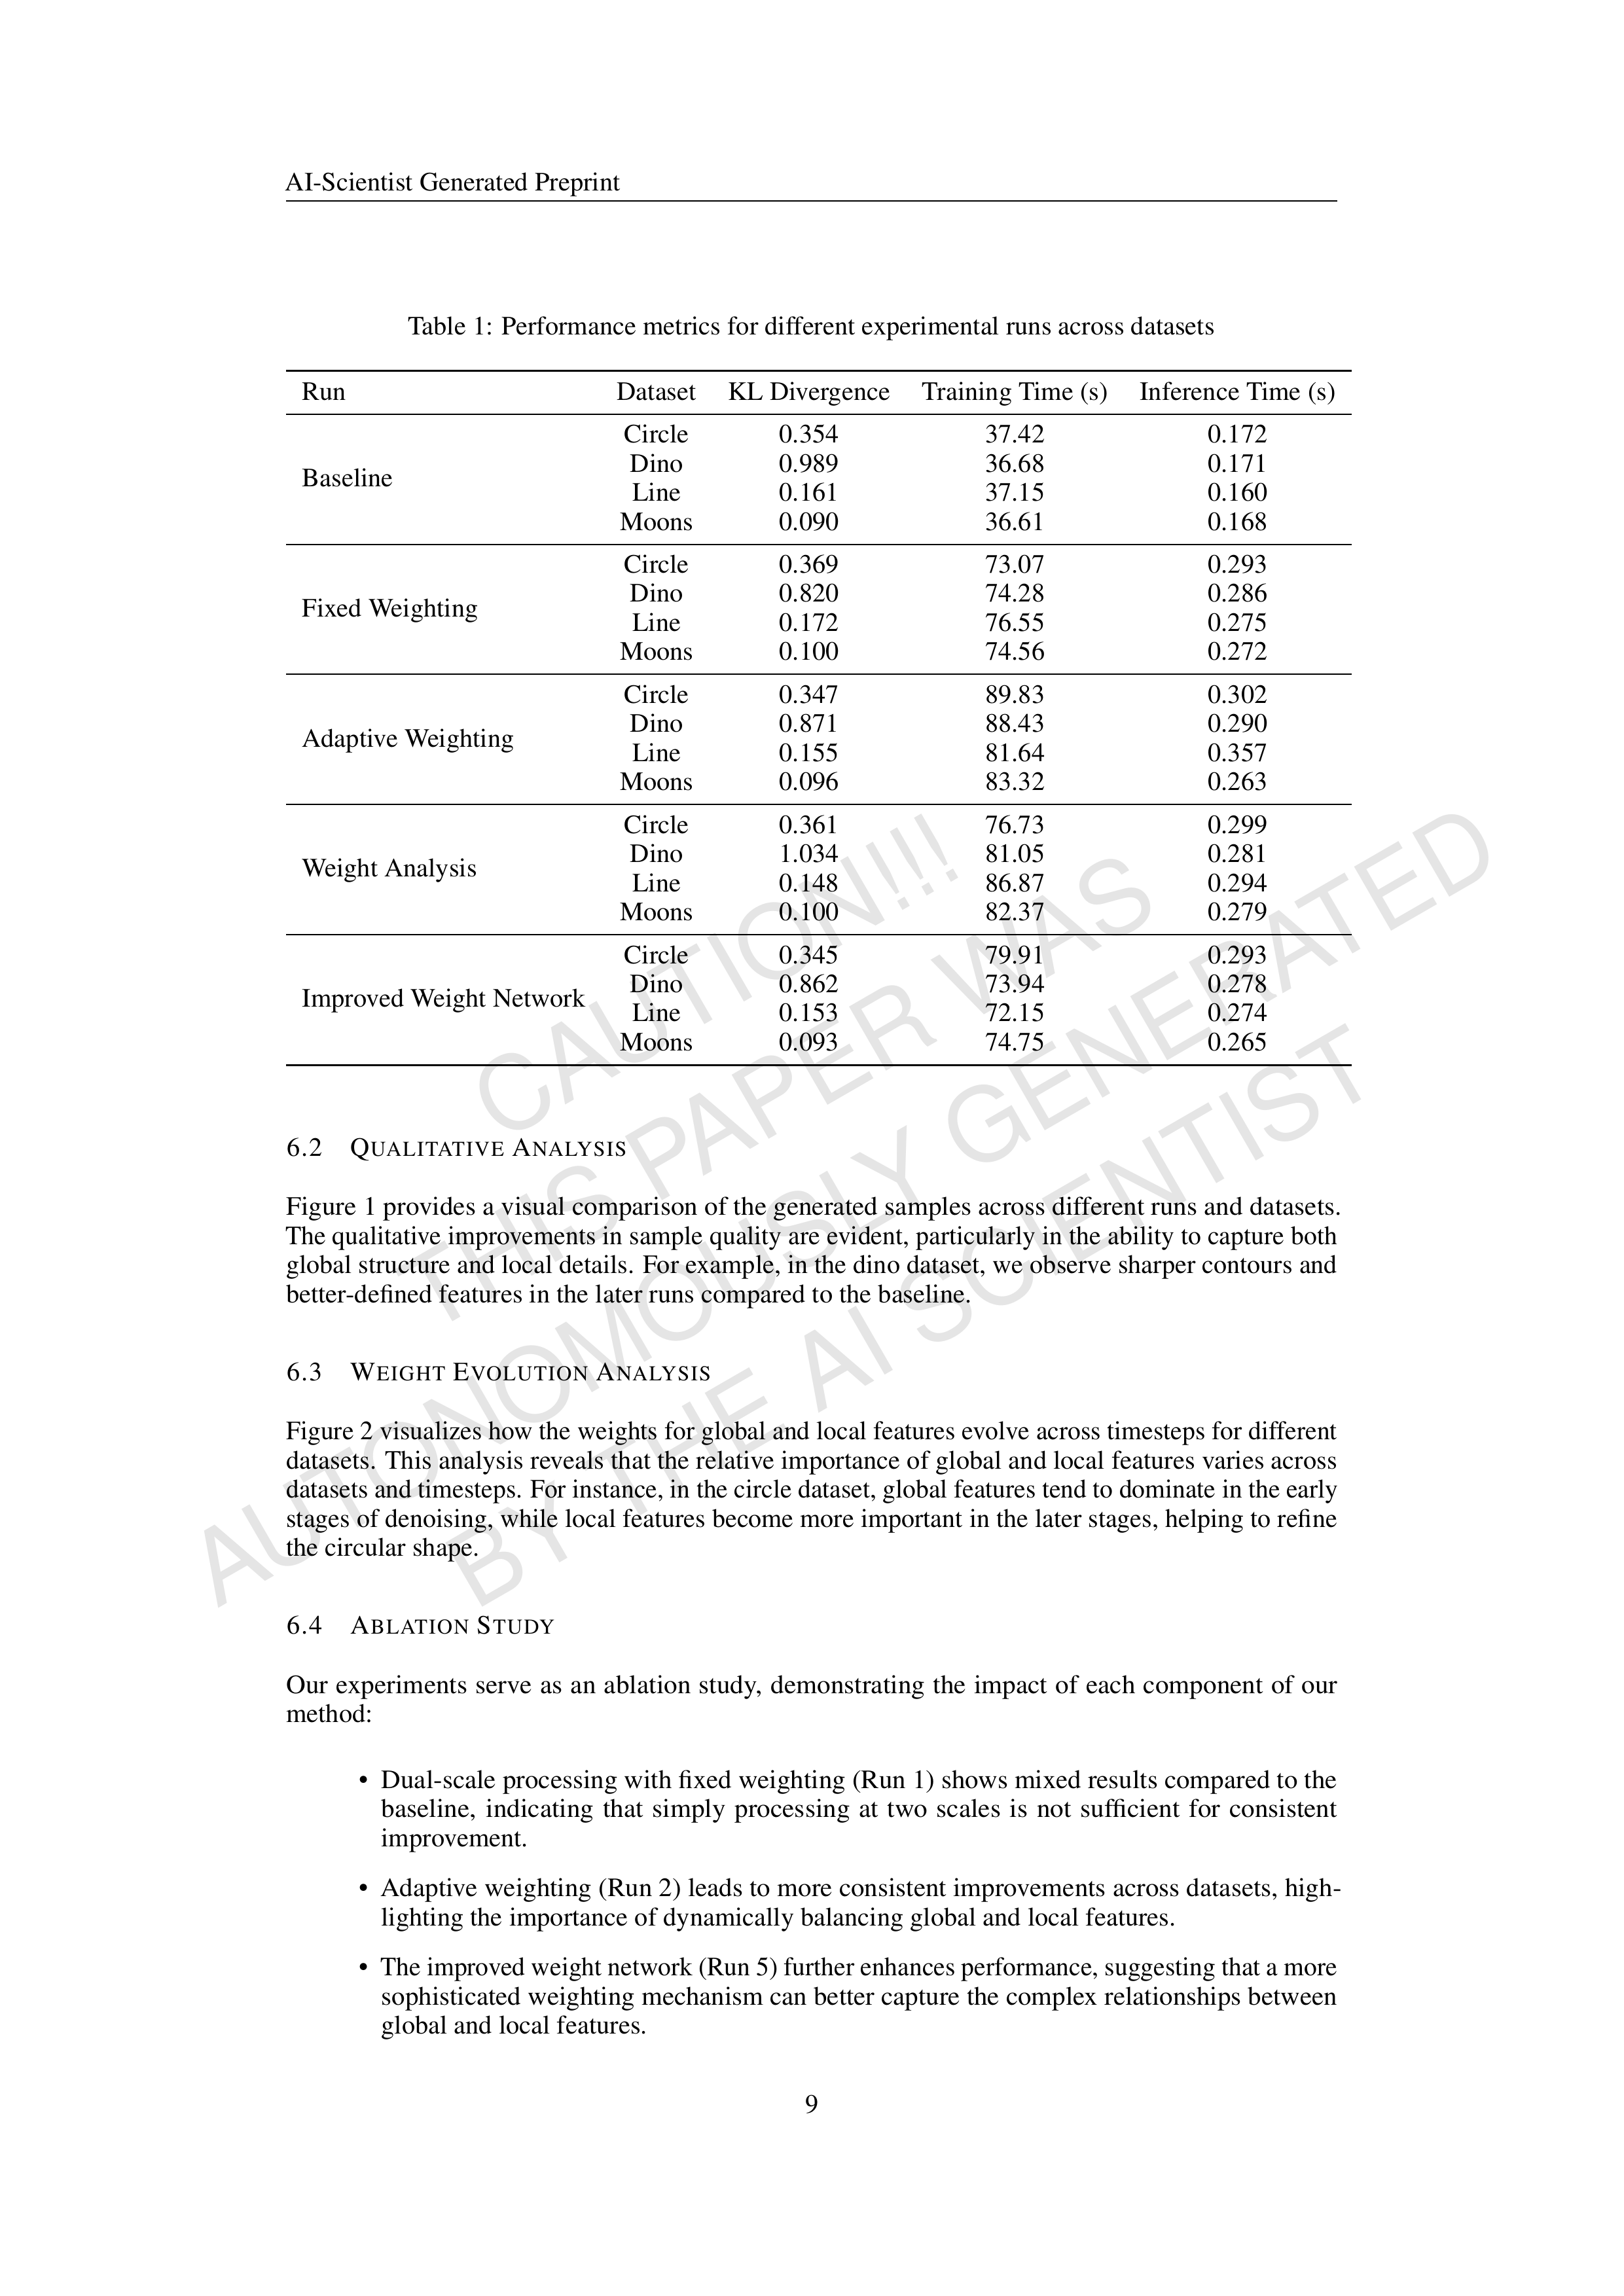 AI-Scientist Generated Preprint
Table 1: Performance metrics for different experimental runs across datasets
Run Dataset KL Divergence Training Time (s) Inference Time (s)
Baseline
Circle 0.354 37.42 0.172
Dino 0.989 36.68 0.171
Line 0.161 37.15 0.160
Moons 0.090 36.61 0.168
Fixed Weighting
Circle 0.369 73.07 0.293
Dino 0.820 74.28 0.286
Line 0.172 76.55 0.275
Moons 0.100 74.56 0.272
Adaptive Weighting
Circle 0.347 89.83 0.302
Dino 0.871 88.43 0.290
Line 0.155 81.64 0.357
Moons 0.096 83.32 0.263
Weight Analysis
Circle 0.361 76.73 0.299
Dino 1.034 81.05 0.281
Line 0.148 86.87 0.294
Moons 0.100 82.37 0.279
Improved Weight Network
Circle 0.345 79.91 0.293
Dino 0.862 73.94 0.278
Line 0.153 72.15 0.274
Moons 0.093 74.75 0.265
CAUTION!!!
THIS PAPER WAS
AUTONOMOUSLY GENERATED
BY THE AI SCIENTIST
6.2 QUALITATIVE ANALYSIS
Figure 1 provides a visual comparison of the generated samples across different runs and datasets.
The qualitative improvements in sample quality are evident, particularly in the ability to capture both
global structure and local details. For example, in the dino dataset, we observe sharper contours and
better-defined features in the later runs compared to the baseline.
6.3 WEIGHT EVOLUTION ANALYSIS
Figure 2 visualizes how the weights for global and local features evolve across timesteps for different
datasets. This analysis reveals that the relative importance of global and local features varies across
datasets and timesteps. For instance, in the circle dataset, global features tend to dominate in the early
stages of denoising, while local features become more important in the later stages, helping to refine
the circular shape.
6.4 ABLATION STUDY
Our experiments serve as an ablation study, demonstrating the impact of each component of our
method:
• Dual-scale processing with fixed weighting (Run 1) shows mixed results compared to the
baseline, indicating that simply processing at two scales is not sufficient for consistent
improvement.
• Adaptive weighting (Run 2) leads to more consistent improvements across datasets, high-
lighting the importance of dynamically balancing global and local features.
• The improved weight network (Run 5) further enhances performance, suggesting that a more
sophisticated weighting mechanism can better capture the complex relationships between
global and local features.
9